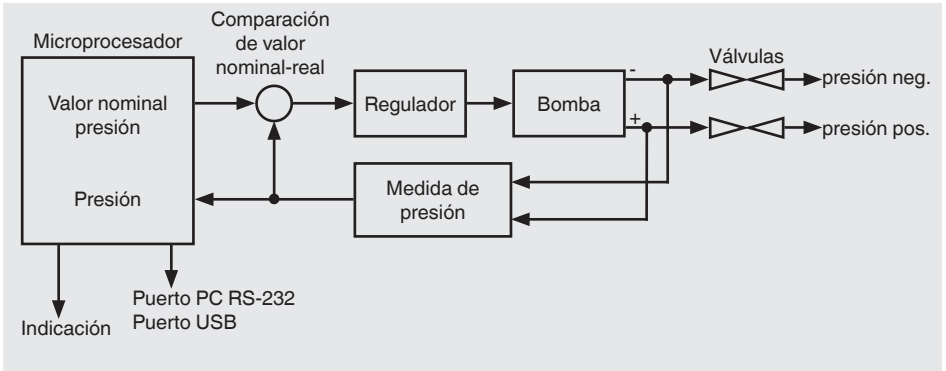 Comparación
de valor
nominal-real
Microprocesador
Válvulas
Valor nominal
presión
Regulador
Bomba
-
+
presión neg.
presión pos.
Presión
Medida de
presión
Puerto PC RS-232
Puerto USB
Indicación